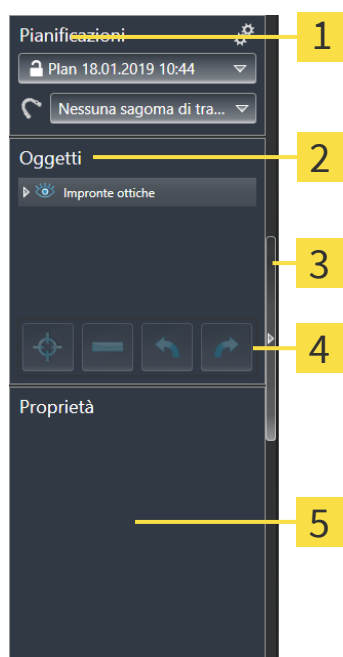 Pianificazioni
1
Plan 18.01.2019 10:44
Nessuna sagoma di tra...
Oggetti
2
Impronte ottiche
3
4
Proprietà
5